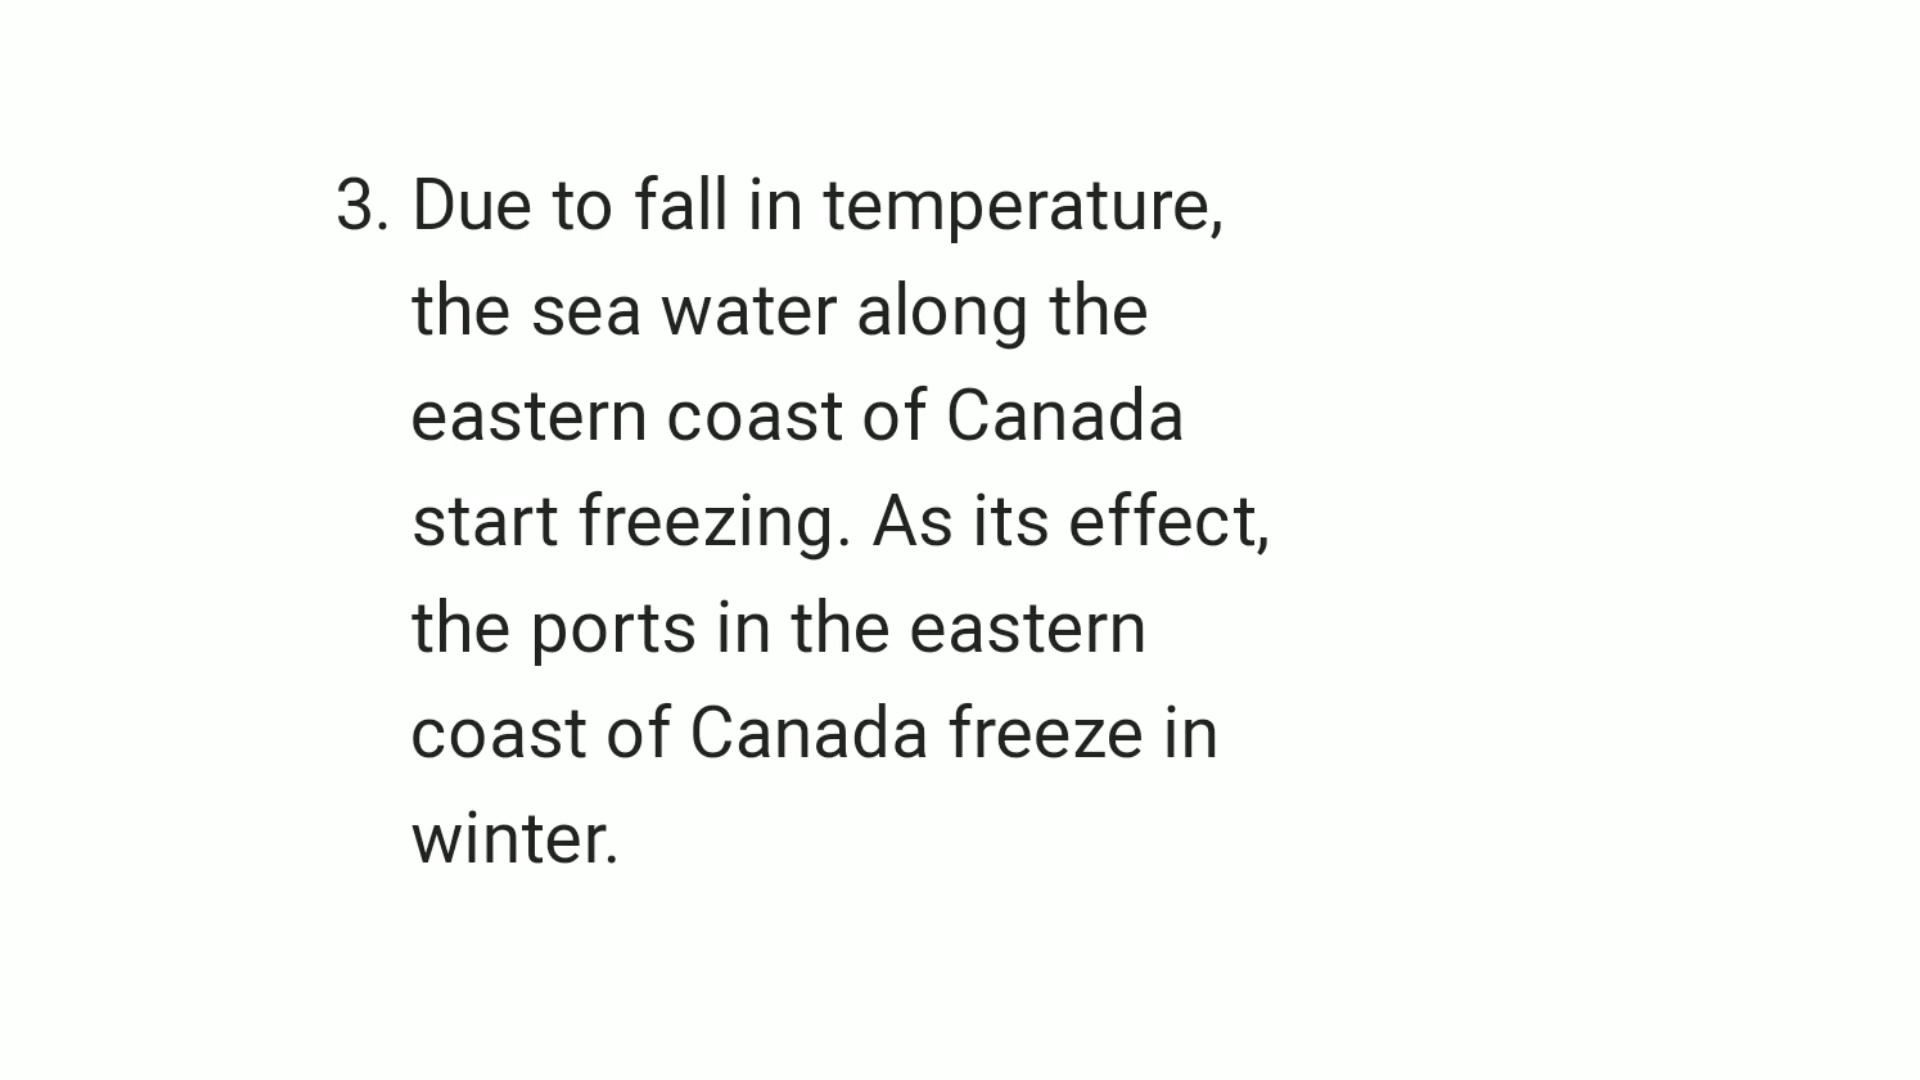 3. Due to fall in temperature,
the sea water along the
eastern coast of Canada
start freezing. As its effect,
the ports in the eastern
coast of Canada freeze in
winter.